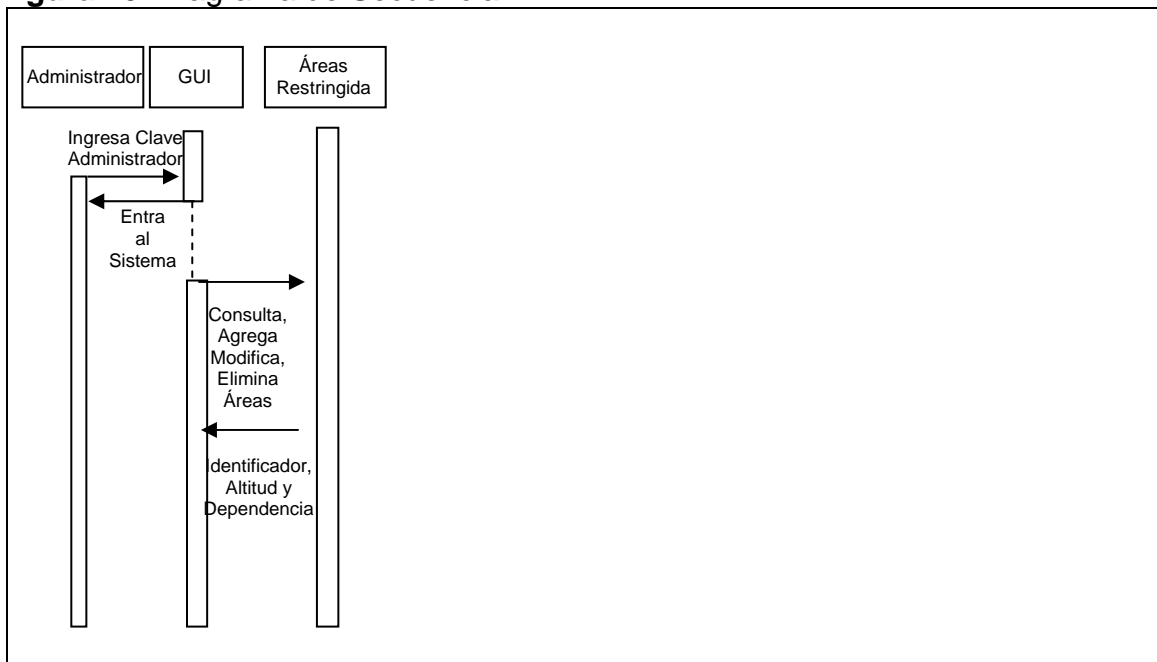 Administrador
GUI
Áreas
Restringida
Ingresa Clave
Administrador
Entra
al
Sistema
Consulta,
Agrega
Modifica,
Elimina
Áreas
Identificador,
Altitud y
Dependencia